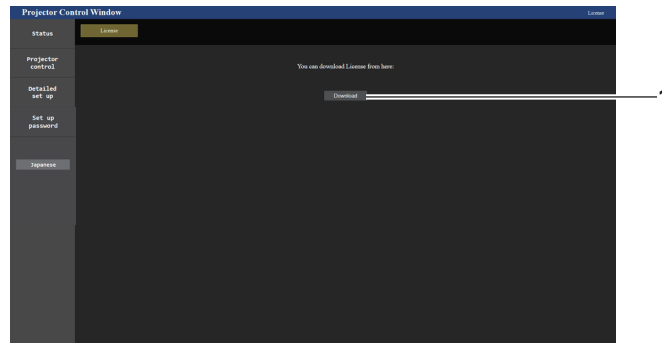 Projector Control Window
License
Status
License
Projector
control
You can download License from here:
Detailed
set up
Download
1
Set up
password
Japanese